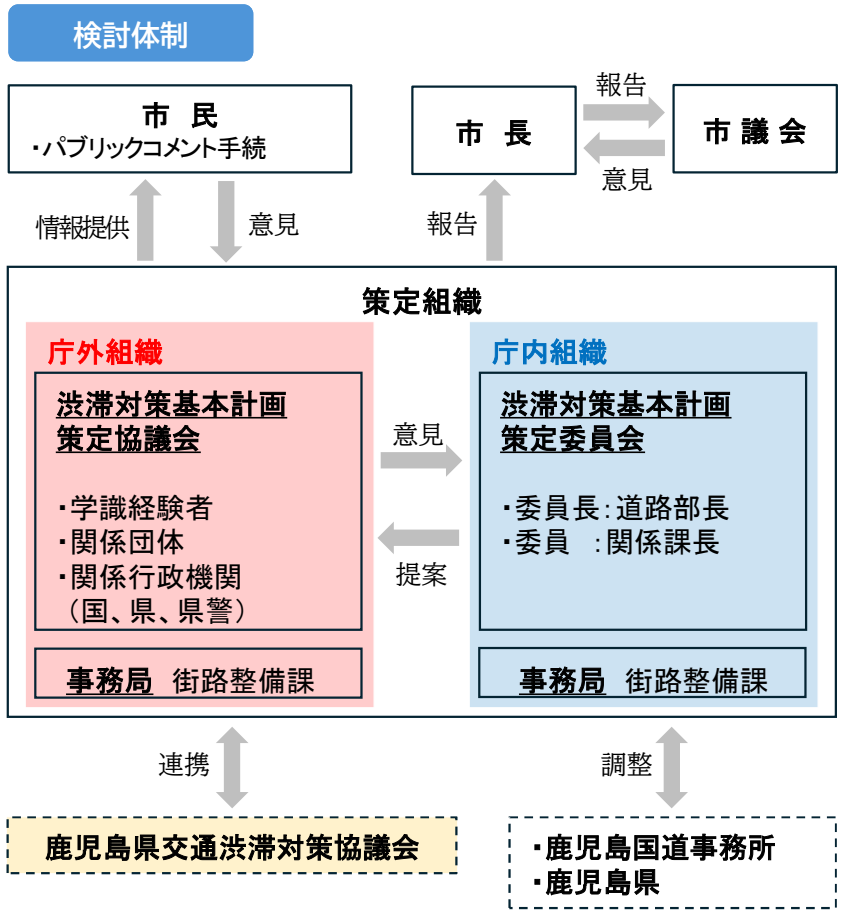 検討体制
市 民
・パブリックコメント手続
市 長
報告
意見
市 議 会
情報提供
意見
報告
策定組織
庁外組織
渋滞対策基本計画
策定協議会
・学識経験者
・関係団体
・関係行政機関
（国、県、県警）
事務局 街路整備課
意見
提案
庁内組織
渋滞対策基本計画
策定委員会
・委員長：道路部長
・委員 ：関係課長
事務局 街路整備課
連携
調整
鹿児島県交通渋滞対策協議会
・鹿児島国道事務所
・鹿児島県